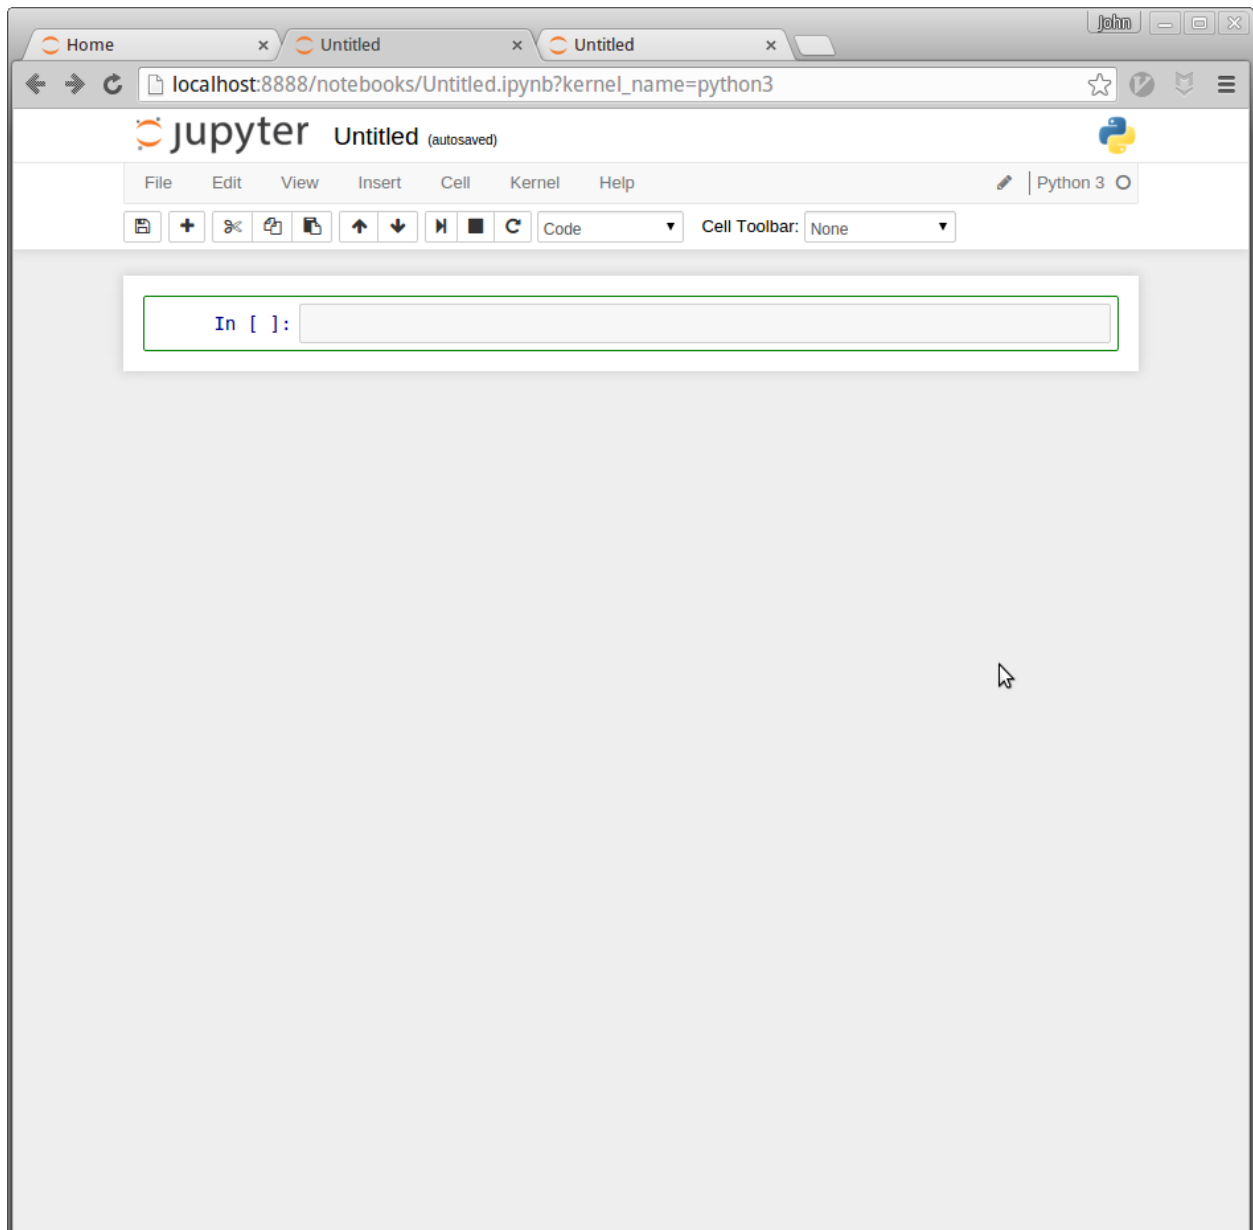 John
Home Untitled Untitled
localhost:8888/notebooks/Untitled.ipynb?kernel_name=python3
jupyter Untitled (autosaved)
File Edit View Insert Cell Kernel Help Python 3
Code Cell Toolbar: None
In [ ]: